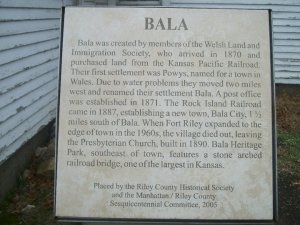 BALA
Bala was created by members of the Welsh Land and
Immigration Society, who arrived in 1870 and
purchased land from the Kansas Pacific Railroad.
Their first settlement was Powys, named for a town in
Wales. Due to water problems they moved two miles
west and renamed their settlement Bala. A post office
was established in 1871. The Rock Island Railroad
came in 1887, establishing a new town, Bala City, 1 ½
miles south of Bala. When Fort Riley expanded to the
edge of town in the 1960s, the village died out, leaving
the Presbyterian Church, built in 1890. Bala Heritage
Park, southeast of town, features a stone arched
railroad bridge, one of the largest in Kansas.
Placed by the Riley County Historical Society
and the Manhattan / Riley County
Sesquicentennial Committee, 2005